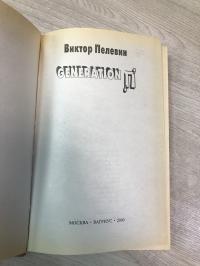 Виктор Пелевин
GENERATION П
МОСКВА • ВАГРИУС • 2000